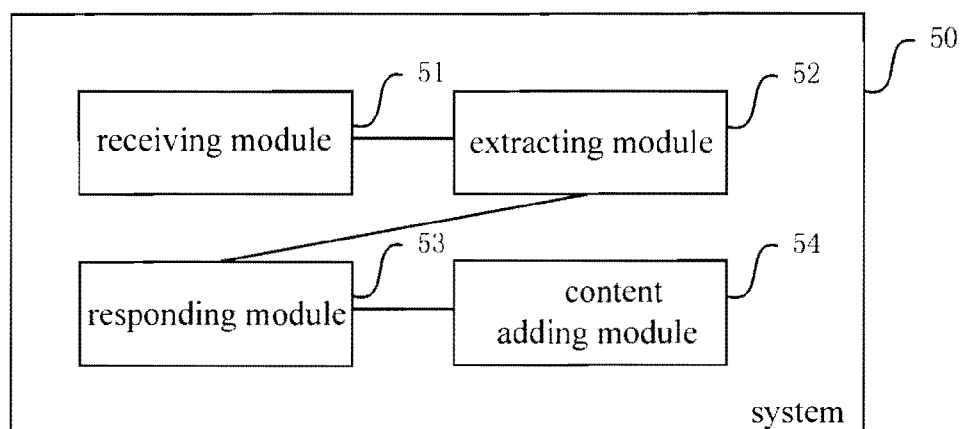 50
51
52
receiving module
extracting module
53
54
responding module
content
adding module
system